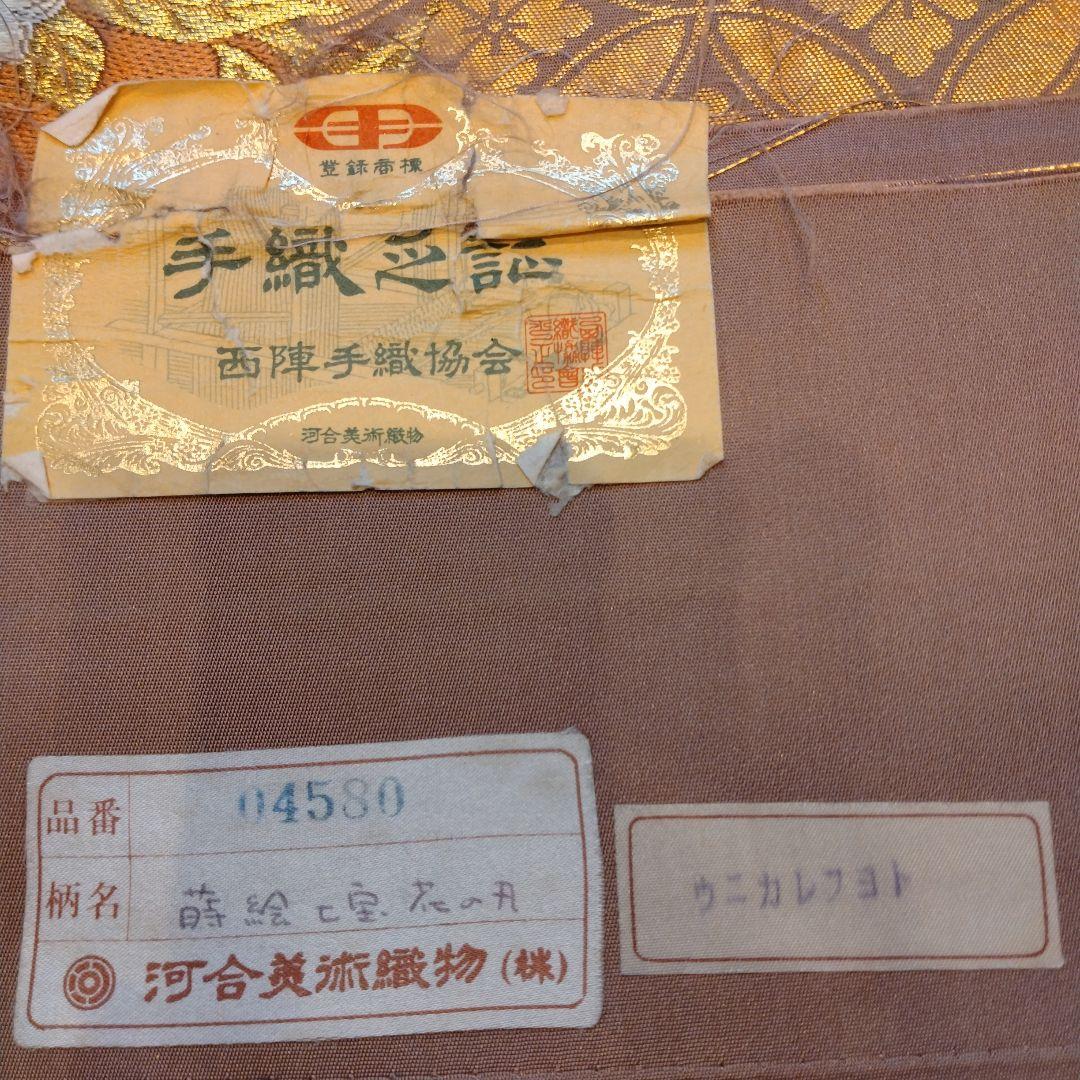 登録商標
手織之証
西陣手織協会
河合美術織物
品番 04580
柄名 蒔絵七宝花の丸
河合美術織物(株)
ウニカレフヨト